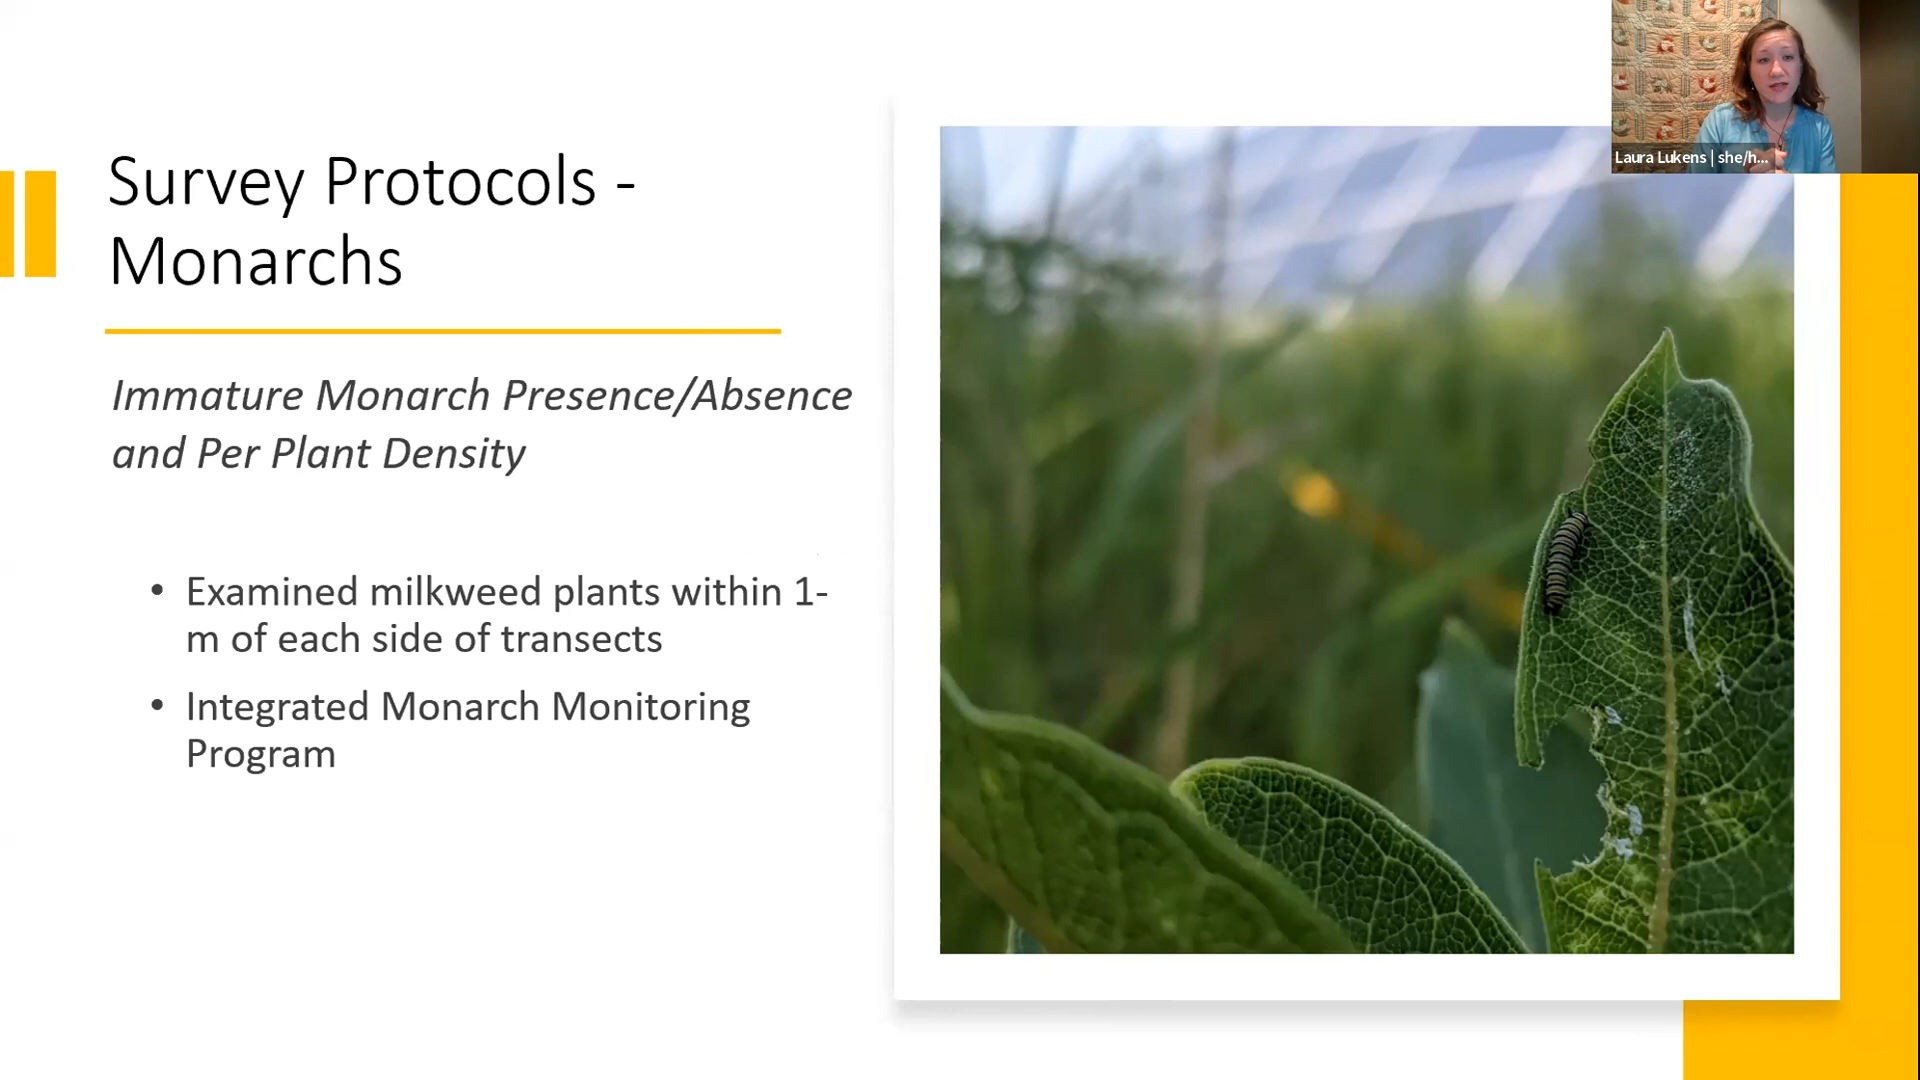 Survey Protocols -
Monarchs
Immature Monarch Presence/Absence
and Per Plant Density
• Examined milkweed plants within 1-
m of each side of transects
• Integrated Monarch Monitoring
Program
Laura Lukens | she/h...